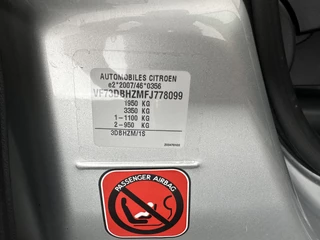 AUTOMOBILES CITROEN
e2*2007/46*0356
VF73DBHZMFJ778099
1950 KG
3350 KG
1-1100 KG
2-950 KG
3DBHZM/1S
PASSENGER AIRBAG